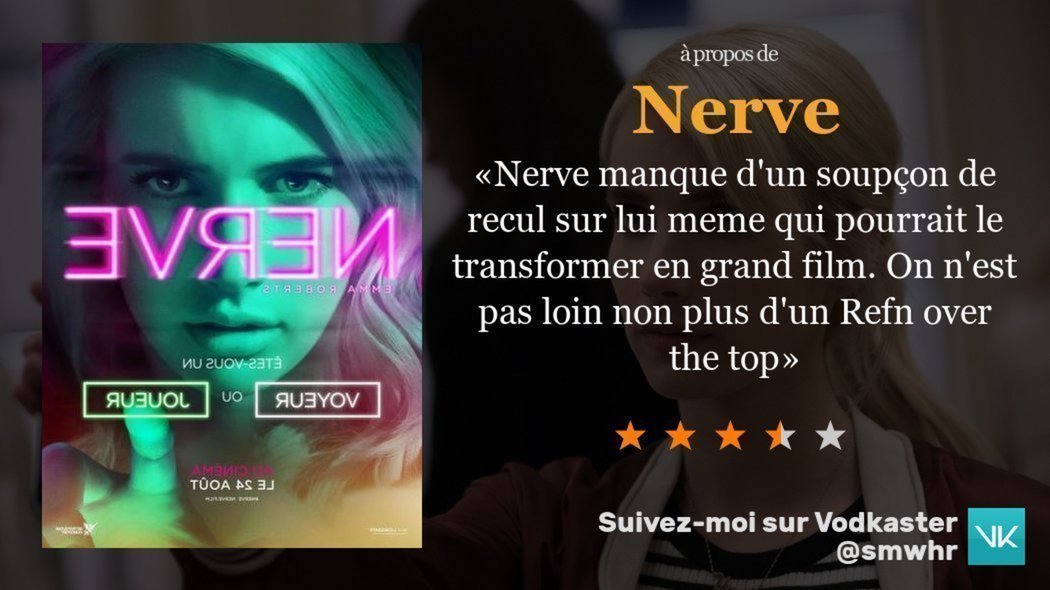 à propos de
Nerve
«Nerve manque d'un soupçon de
recul sur lui meme qui pourrait le
transformer en grand film. On n'est
pas loin non plus d'un Refn over
the top»
Suivez-moi sur Vodkaster
@smwhr
VK
NERVE
EMMA ROBERTS
ÊTES-VOUS UN
VOYEUR OU JOUEUR
AU CINÉMA
LE 24 AOÛT